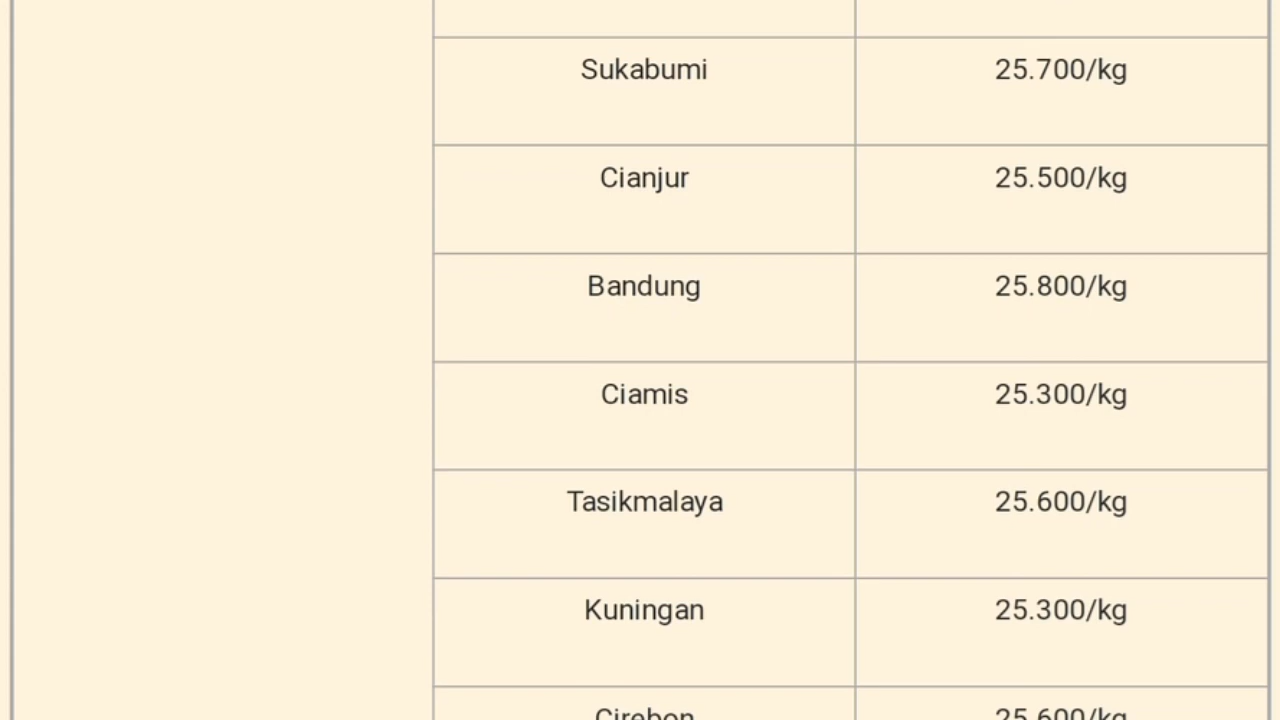 Sukabumi 25.700/kg
Cianjur 25.500/kg
Bandung 25.800/kg
Ciamis 25.300/kg
Tasikmalaya 25.600/kg
Kuningan 25.300/kg
Cirebon 25.600/kg